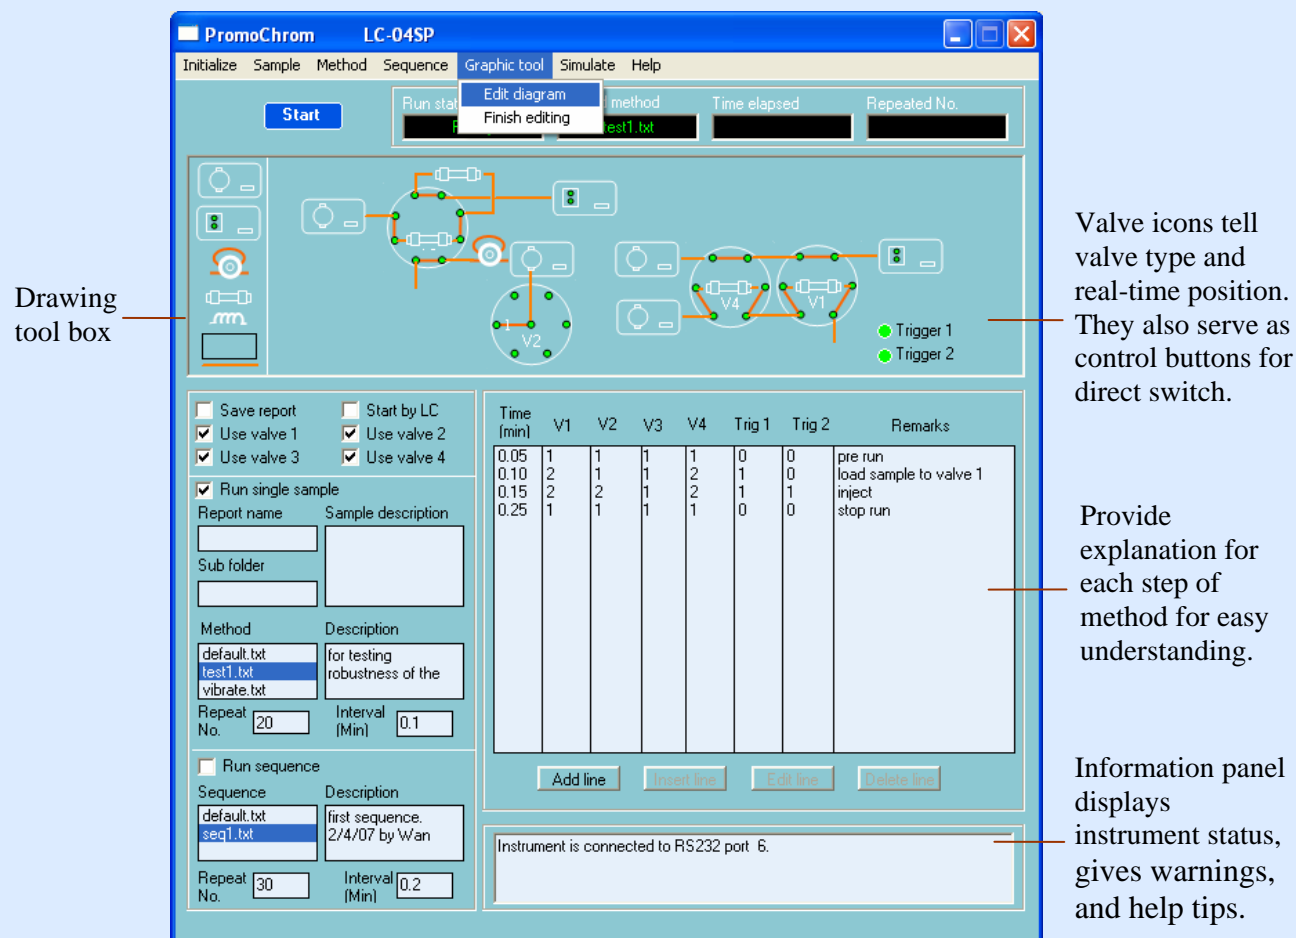 PromoChrom LC-04SP
Initialize Sample Method Sequence Graphic tool Simulate Help
Edit diagram
Finish editing
Start
Run stat
method
Time elapsed
Repeated No.
test1.txt
V4
V1
1
V2
Trigger 1
Trigger 2
Drawing
tool box
Valve icons tell
valve type and
real-time position.
They also serve as
control buttons for
direct switch.
Save report Start by LC
Use valve 1 Use valve 2
Use valve 3 Use valve 4
Run single sample
Report name Sample description
Sub folder
Method Description
default.txt
test1.txt
vibrate.txt
for testing
robustness of the
Repeat
No. 20
Interval
(Min) 0.1
Run sequence
Sequence Description
default.txt
seq1.txt
first sequence.
2/4/07 by Wan
Repeat
No. 30
Interval
(Min) 0.2
Time
(min) V1 V2 V3 V4 Trig 1 Trig 2 Remarks
0.05 1 1 1 1 0 0 pre run
0.10 2 1 1 2 1 0 load sample to valve 1
0.15 2 2 1 2 1 1 inject
0.25 1 1 1 1 0 0 stop run
Add line Insert line Edit line Delete line
Instrument is connected to RS232 port 6.
Provide
explanation for
each step of
method for easy
understanding.
Information panel
displays
instrument status,
gives warnings,
and help tips.